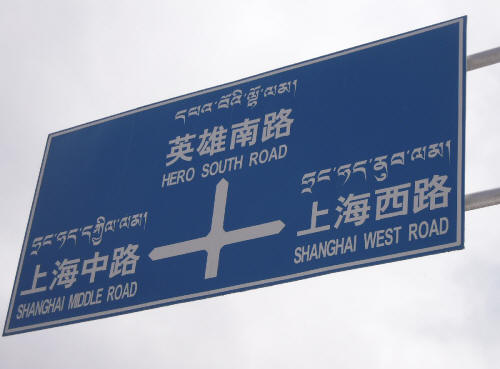 དཔའ་བོའི་ལྷོ་ལམ།
英雄南路
HERO SOUTH ROAD
ཧྲང་ཧད་ནུབ་ལམ།
上海西路
SHANGHAI WEST ROAD
ཧྲང་ཧད་དཀྱིལ་ལམ།
上海中路
SHANGHAI MIDDLE ROAD